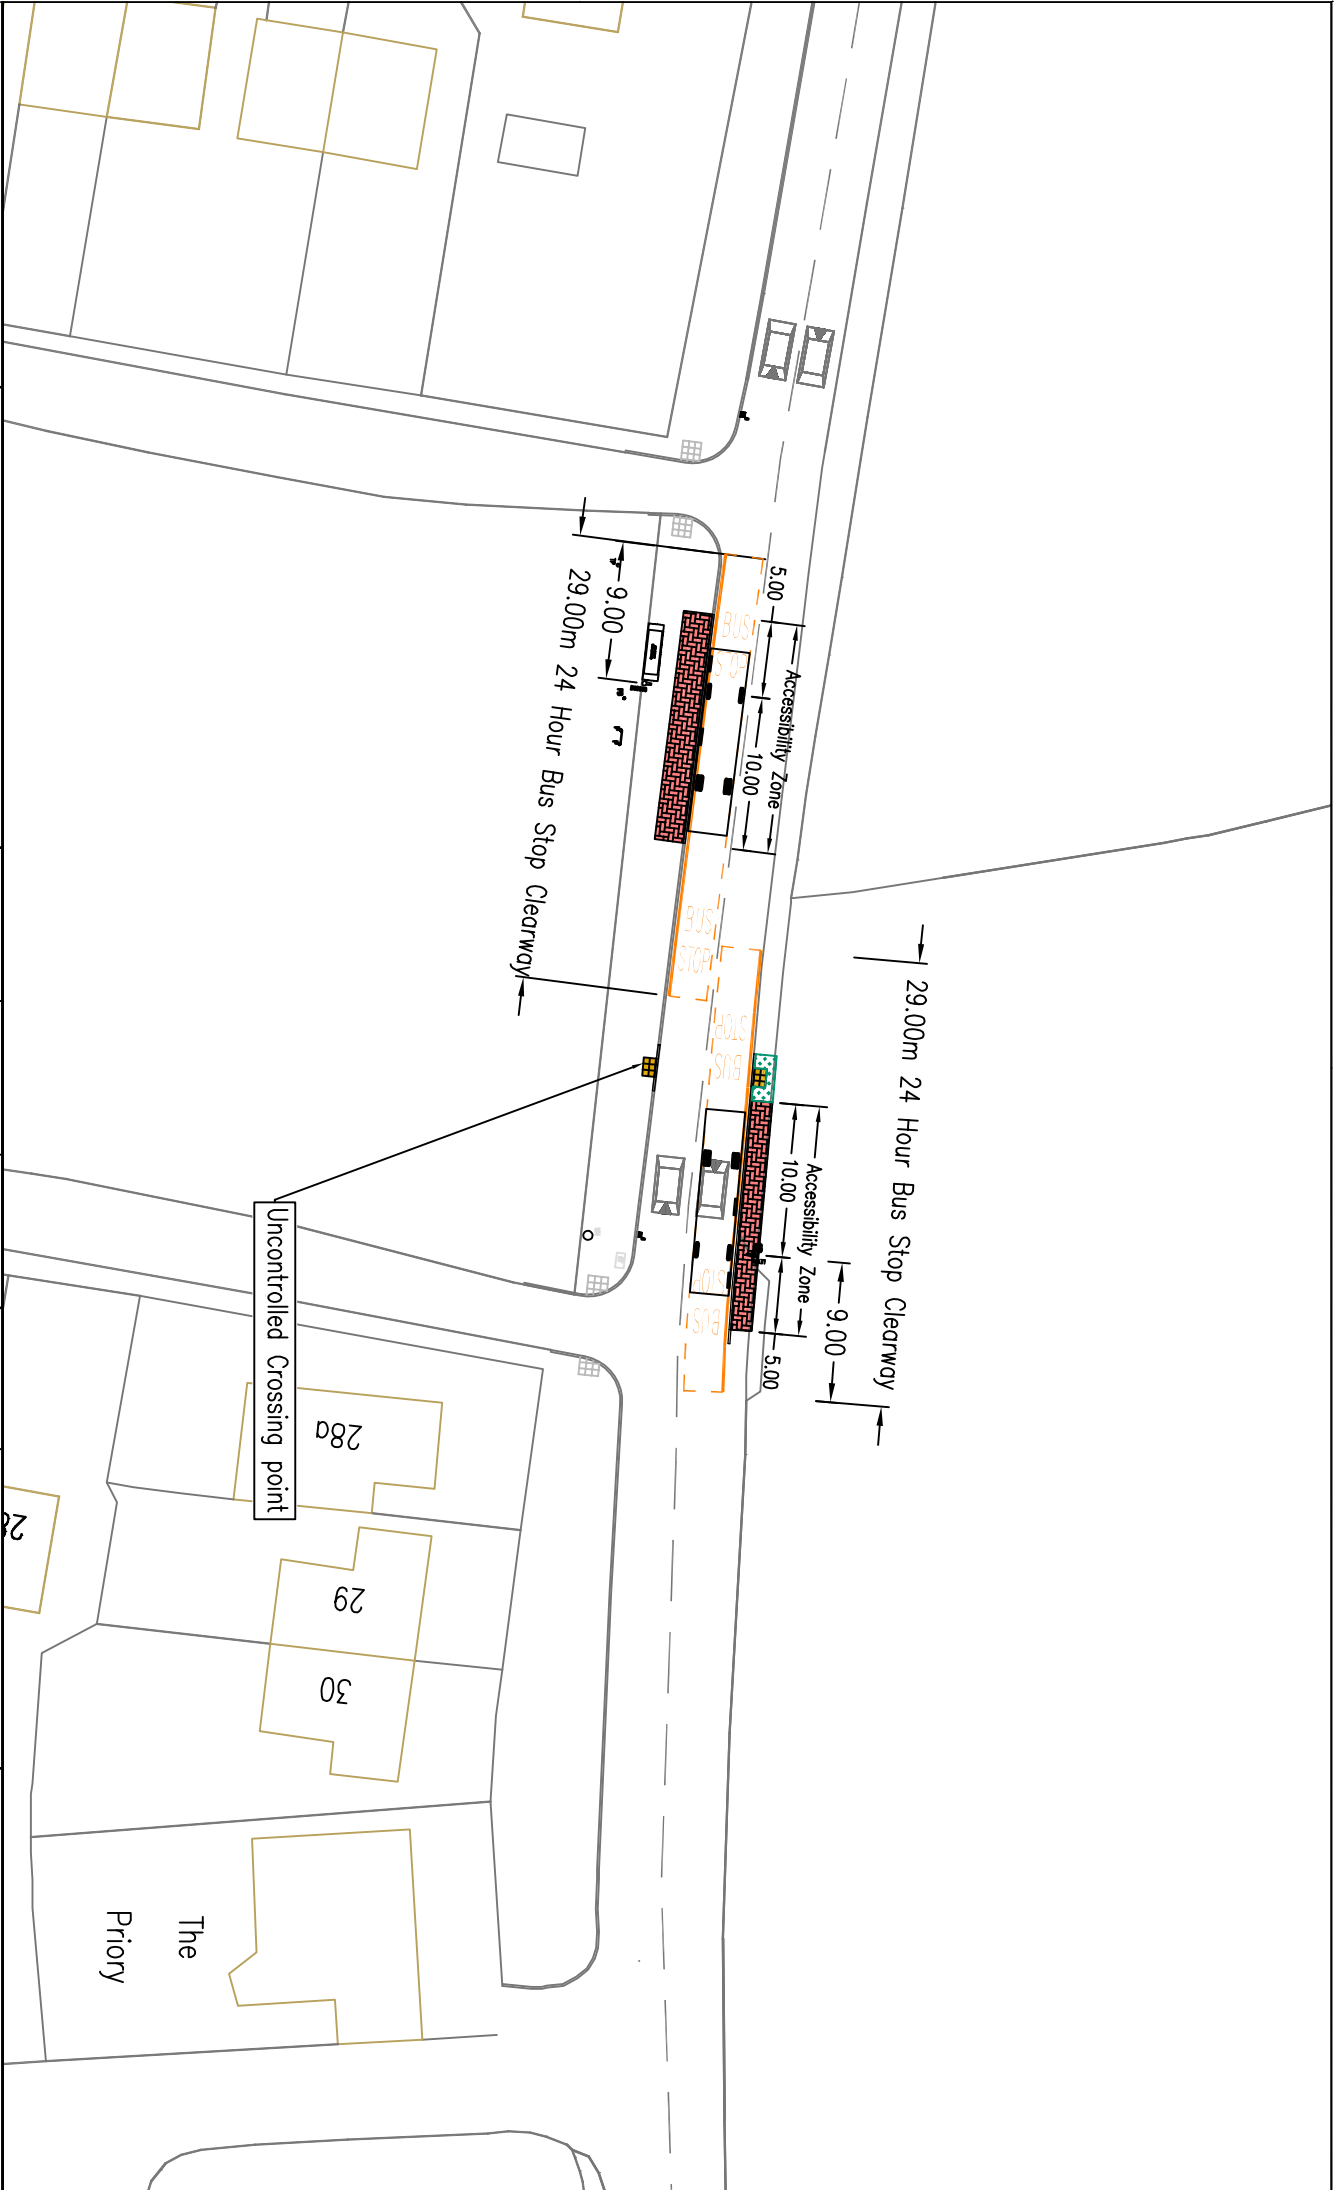 29.00m 24 Hour Bus Stop Clearway
9.00
5.00
Accessibility Zone
10.00
BUS
STOP
BUS
STOP
29.00m 24 Hour Bus Stop Clearway
9.00
5.00
Accessibility Zone
10.00
STOP
BUS
STOP
BUS
Uncontrolled Crossing point
28a
29
30
The
Priory